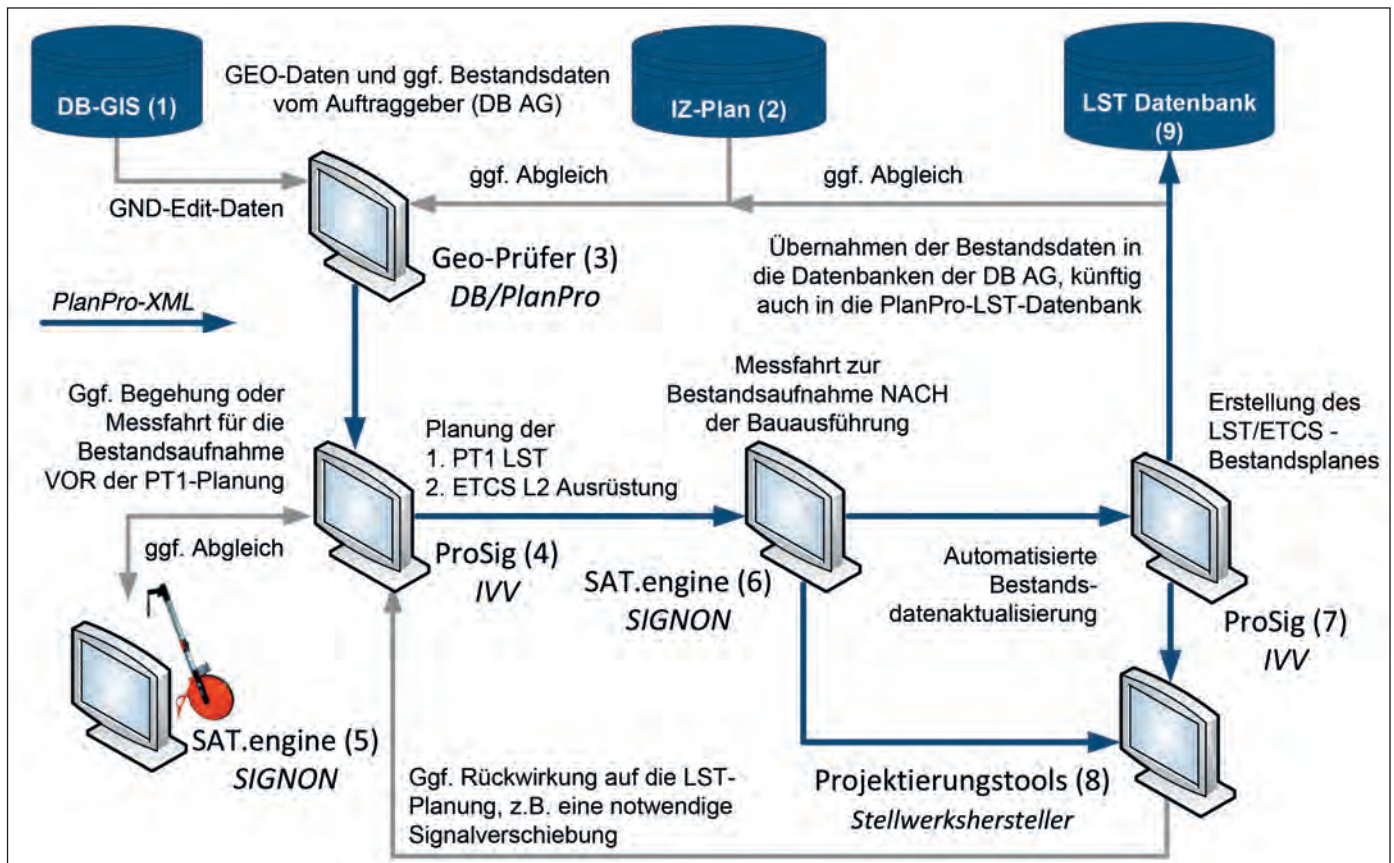 DB-GIS (1)
GEO-Daten und ggf. Bestandsdaten
vom Auftraggeber (DB AG)
IZ-Plan (2)
LST Datenbank
(9)
GND-Edit-Daten
ggf. Abgleich
ggf. Abgleich
Geo-Prüfer (3)
DB/PlanPro
Übernahmen der Bestandsdaten in
die Datenbanken der DB AG, künftig
auch in die PlanPro-LST-Datenbank
PlanPro-XML
Ggf. Begehung oder
Messfahrt für die
Bestandsaufnahme
VOR der PT1-Planung
Planung der
1. PT1 LST
2. ETCS L2 Ausrüstung
Messfahrt zur
Bestandsaufnahme NACH
der Bauausführung
Erstellung des
LST/ETCS -
Bestandsplanes
ggf. Abgleich
ProSig (4)
IVV
SAT.engine (6)
SIGNON
Automatisierte
Bestands-
datenaktualisierung
ProSig (7)
IVV
SAT.engine (5)
SIGNON
Ggf. Rückwirkung auf die LST-
Planung, z.B. eine notwendige
Signalverschiebung
Projektierungstools (8)
Stellwerkshersteller